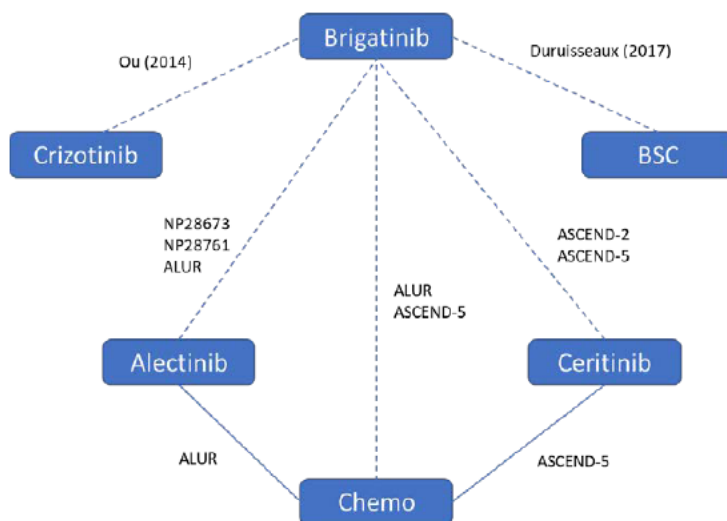 Brigatinib
Ou (2014)
Duruisseaux (2017)
Crizotinib
BSC
NP28673
NP28761
ALUR
ASCEND-2
ASCEND-5
ALUR
ASCEND-5
Alectinib
Ceritinib
ALUR
ASCEND-5
Chemo